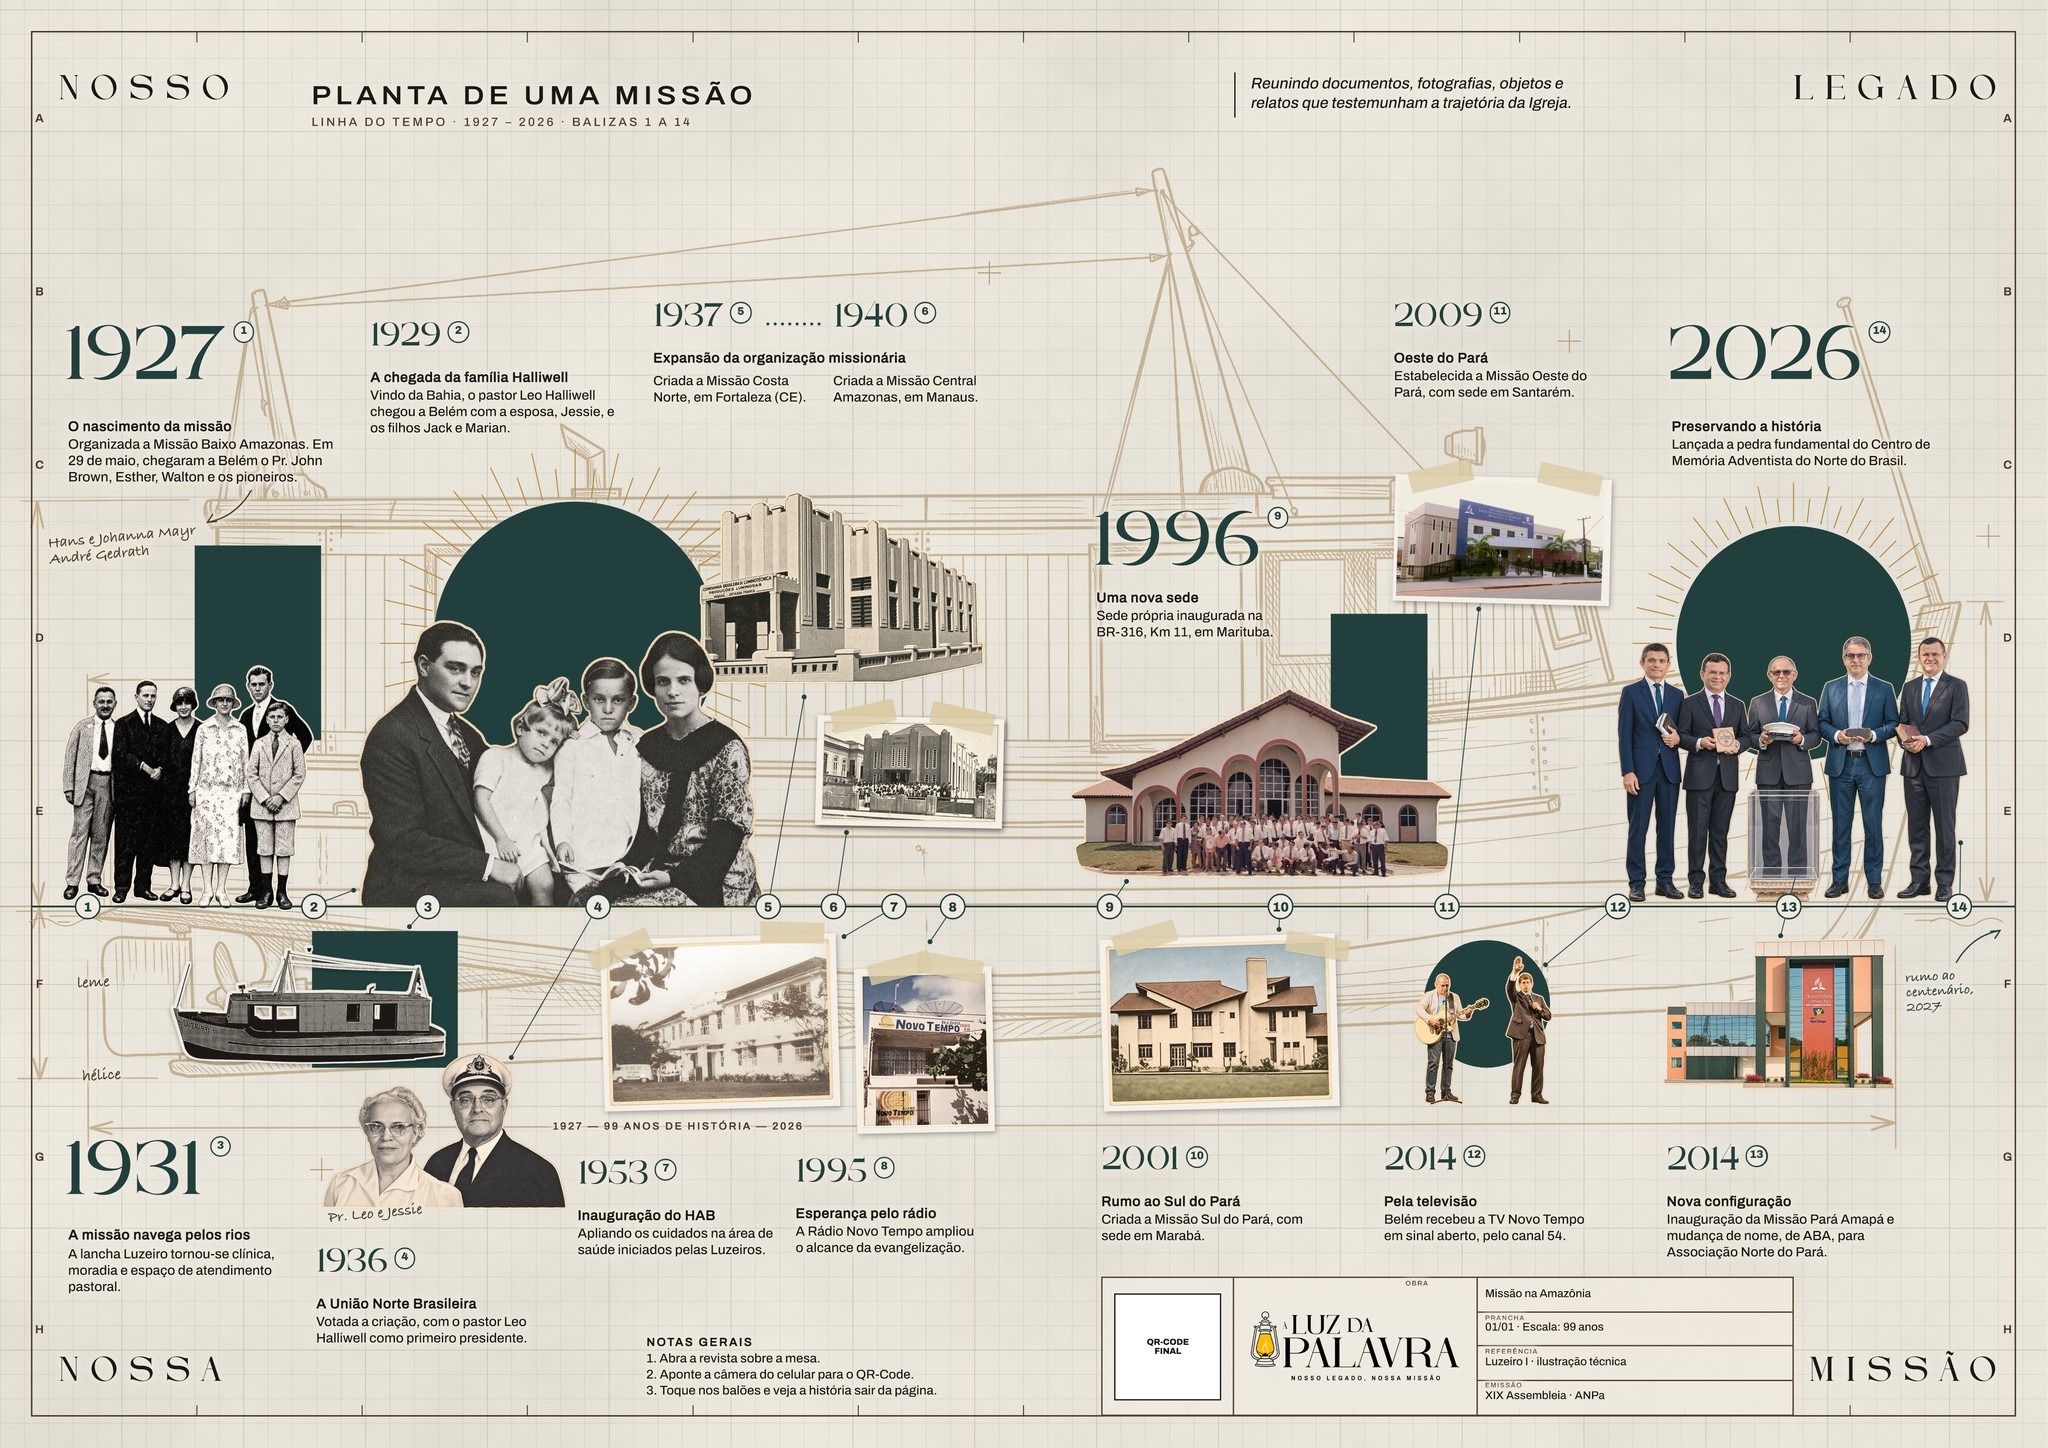 NOSSO
PLANTA DE UMA MISSÃO
LINHA DO TEMPO · 1927 – 2026 · BALIZAS 1 A 14
Reunindo documentos, fotografias, objetos e
relatos que testemunham a trajetória da Igreja.
LEGADO
A
A
B
B
C
C
D
D
E
E
F
F
G
G
H
H
1927 1
O nascimento da missão
Organizada a Missão Baixo Amazonas. Em
29 de maio, chegaram a Belém o Pr. John
Brown, Esther, Walton e os pioneiros.
Hans e Johanna Mayr
André Gedrath
1929 2
A chegada da família Halliwell
Vindo da Bahia, o pastor Leo Halliwell
chegou a Belém com a esposa, Jessie, e
os filhos Jack e Marian.
1937 5 ........ 1940 6
Expansão da organização missionária
Criada a Missão Costa
Norte, em Fortaleza (CE).
Criada a Missão Central
Amazonas, em Manaus.
1996 9
Uma nova sede
Sede própria inaugurada na
BR-316, Km 11, em Marituba.
2009 11
Oeste do Pará
Estabelecida a Missão Oeste do
Pará, com sede em Santarém.
2026 14
Preservando a história
Lançada a pedra fundamental do Centro de
Memória Adventista do Norte do Brasil.
1 2 3 4 5 6 7 8 9 10 11 12 13 14
leme
hélice
NOVO TEMPO
NOVO TEMPO
rumo ao
centenário,
2027
1927 — 99 ANOS DE HISTÓRIA — 2026
1931 3
A missão navega pelos rios
A lancha Luzeiro tornou-se clínica,
moradia e espaço de atendimento
pastoral.
Pr. Leo e Jessie
1936 4
A União Norte Brasileira
Votada a criação, com o pastor Leo
Halliwell como primeiro presidente.
1953 7
Inauguração do HAB
Apliando os cuidados na área de
saúde iniciados pelas Luzeiros.
1995 8
Esperança pelo rádio
A Rádio Novo Tempo ampliou
o alcance da evangelização.
2001 10
Rumo ao Sul do Pará
Criada a Missão Sul do Pará, com
sede em Marabá.
2014 12
Pela televisão
Belém recebeu a TV Novo Tempo
em sinal aberto, pelo canal 54.
2014 13
Nova configuração
Inauguração da Missão Pará Amapá e
mudança de nome, de ABA, para
Associação Norte do Pará.
NOTAS GERAIS
1. Abra a revista sobre a mesa.
2. Aponte a câmera do celular para o QR-Code.
3. Toque nos balões e veja a história sair da página.
QR-CODE
FINAL
OBRA
A LUZ DA
PALAVRA
NOSSO LEGADO, NOSSA MISSÃO
Missão na Amazônia
PRANCHA
01/01 · Escala: 99 anos
REFERÊNCIA
Luzeiro I · ilustração técnica
EMISSÃO
XIX Assembleia · ANPa
NOSSA
MISSÃO